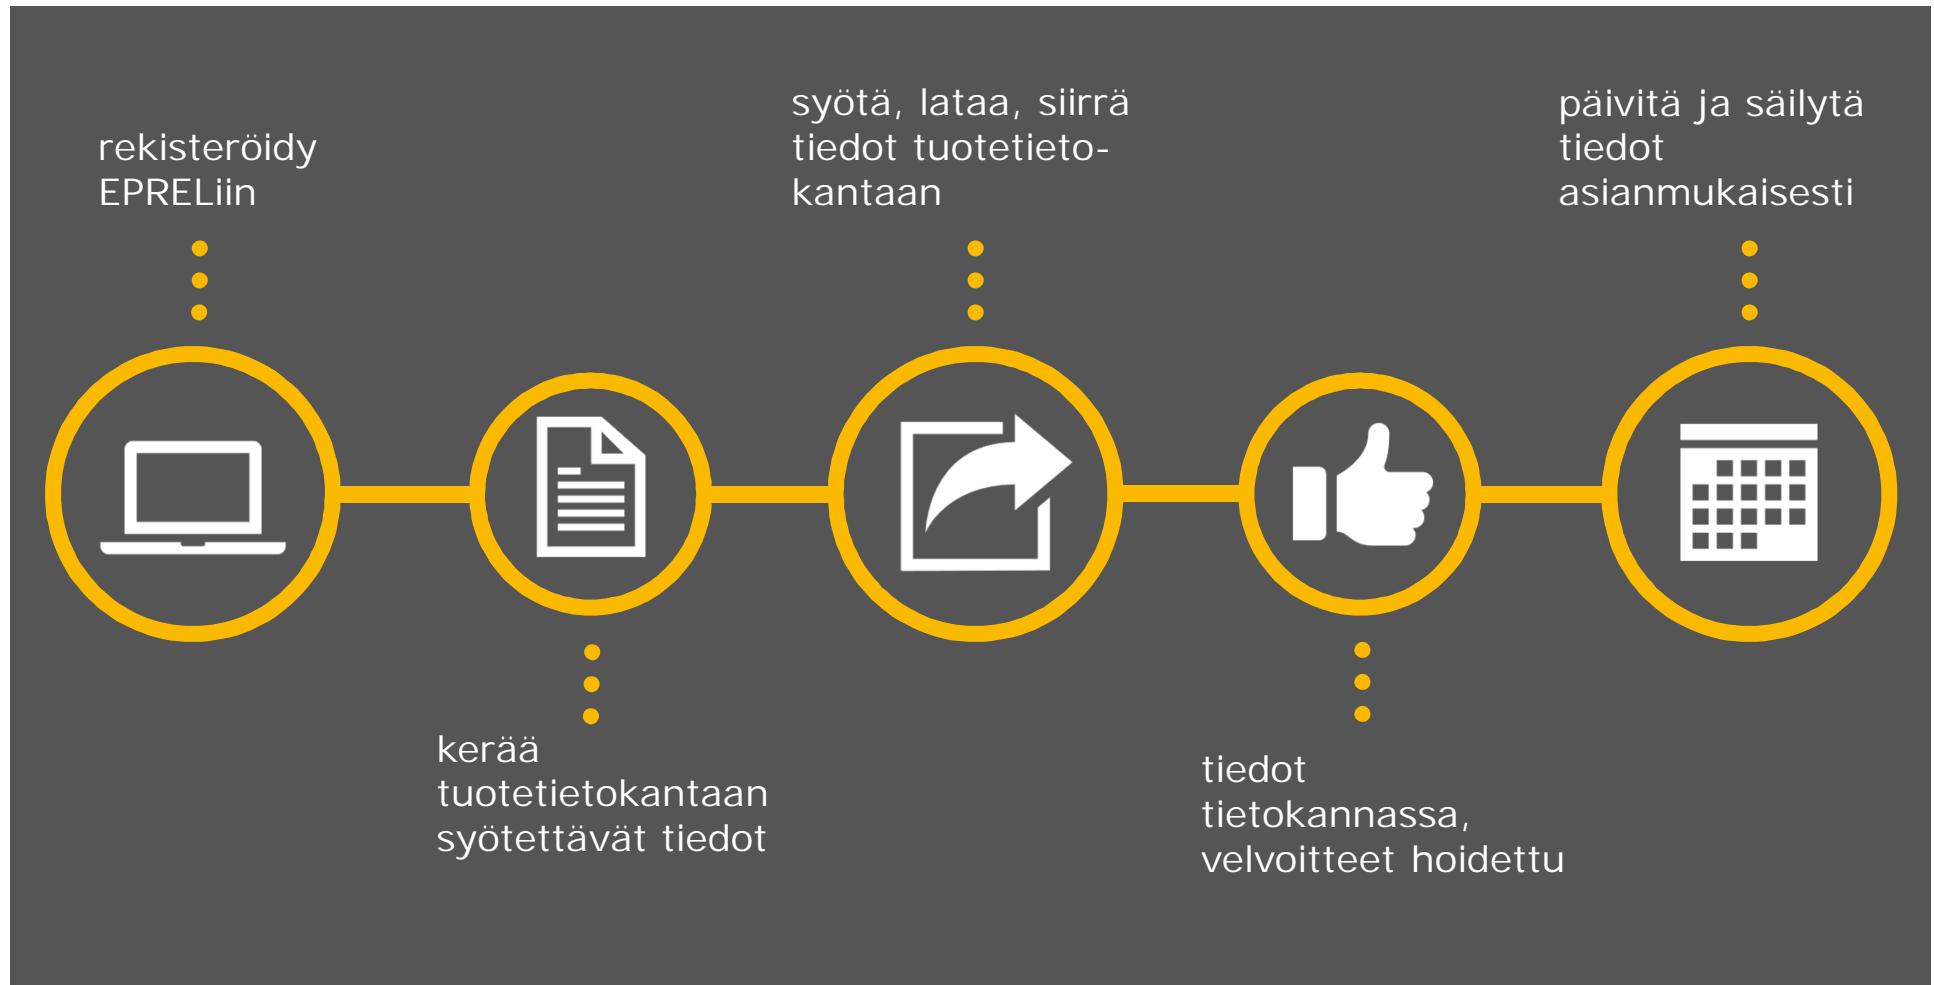 rekisteröidy
EPRELiin
kerää
tuotetietokantaan
syötettävät tiedot
syötä, lataa, siirrä
tiedot tuotetieto-
kantaan
tiedot
tietokannassa,
velvoitteet hoidettu
päivitä ja säilytä
tiedot
asianmukaisesti